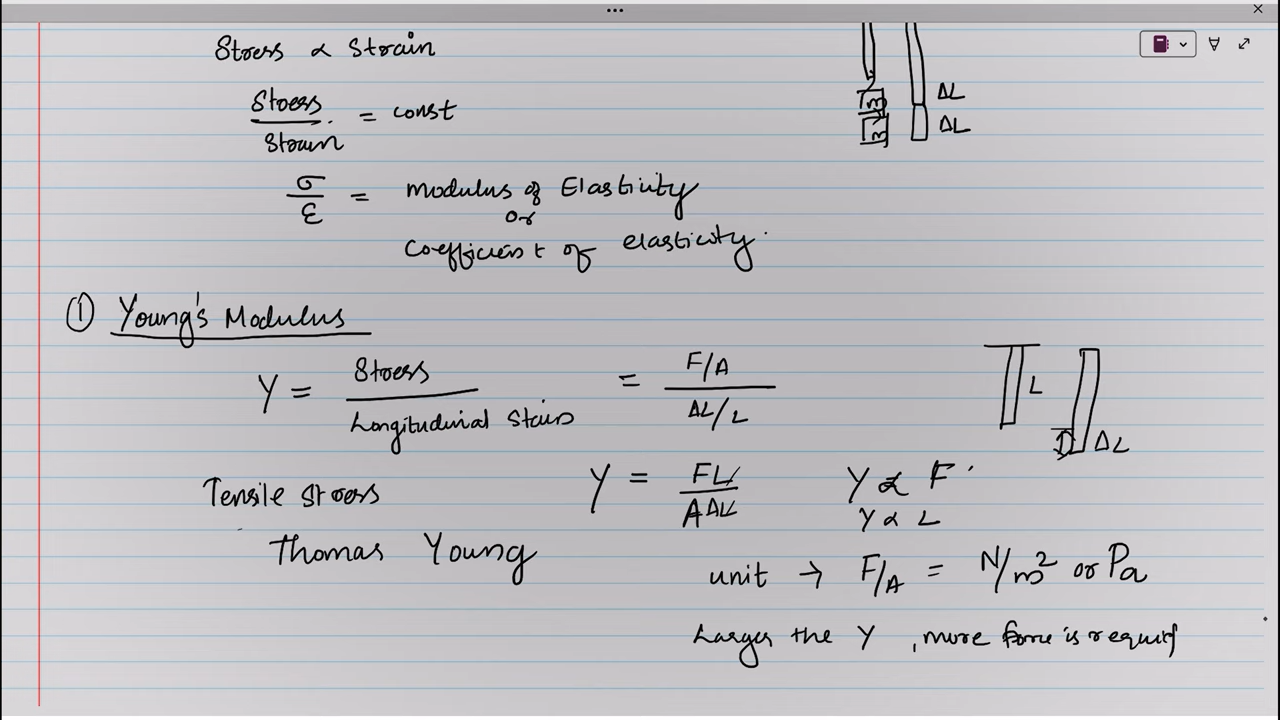 Stress ∝ Strain
Stress / Strain = const
σ / ε = modulus of Elasticity
or
Coefficient of elasticity.
m ΔL
m ΔL
① Young's Modulus
Y = Stress / Longitudinal Strain = F/A / ΔL/L
L
D ΔL
Tensile stress
Y = FL / AΔL Y ∝ F
Y ∝ L
Thomas Young
unit → F/A = N/m² or Pa
Larger the Y, more force is requi